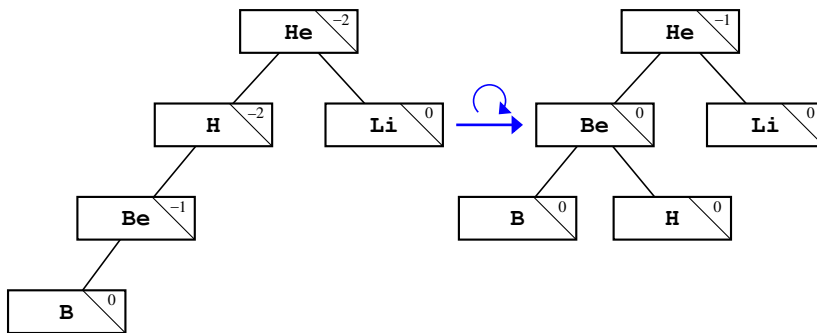 He −2 He −1
H −2 Li 0 Be 0 Li 0
Be −1 B 0 H 0
B 0